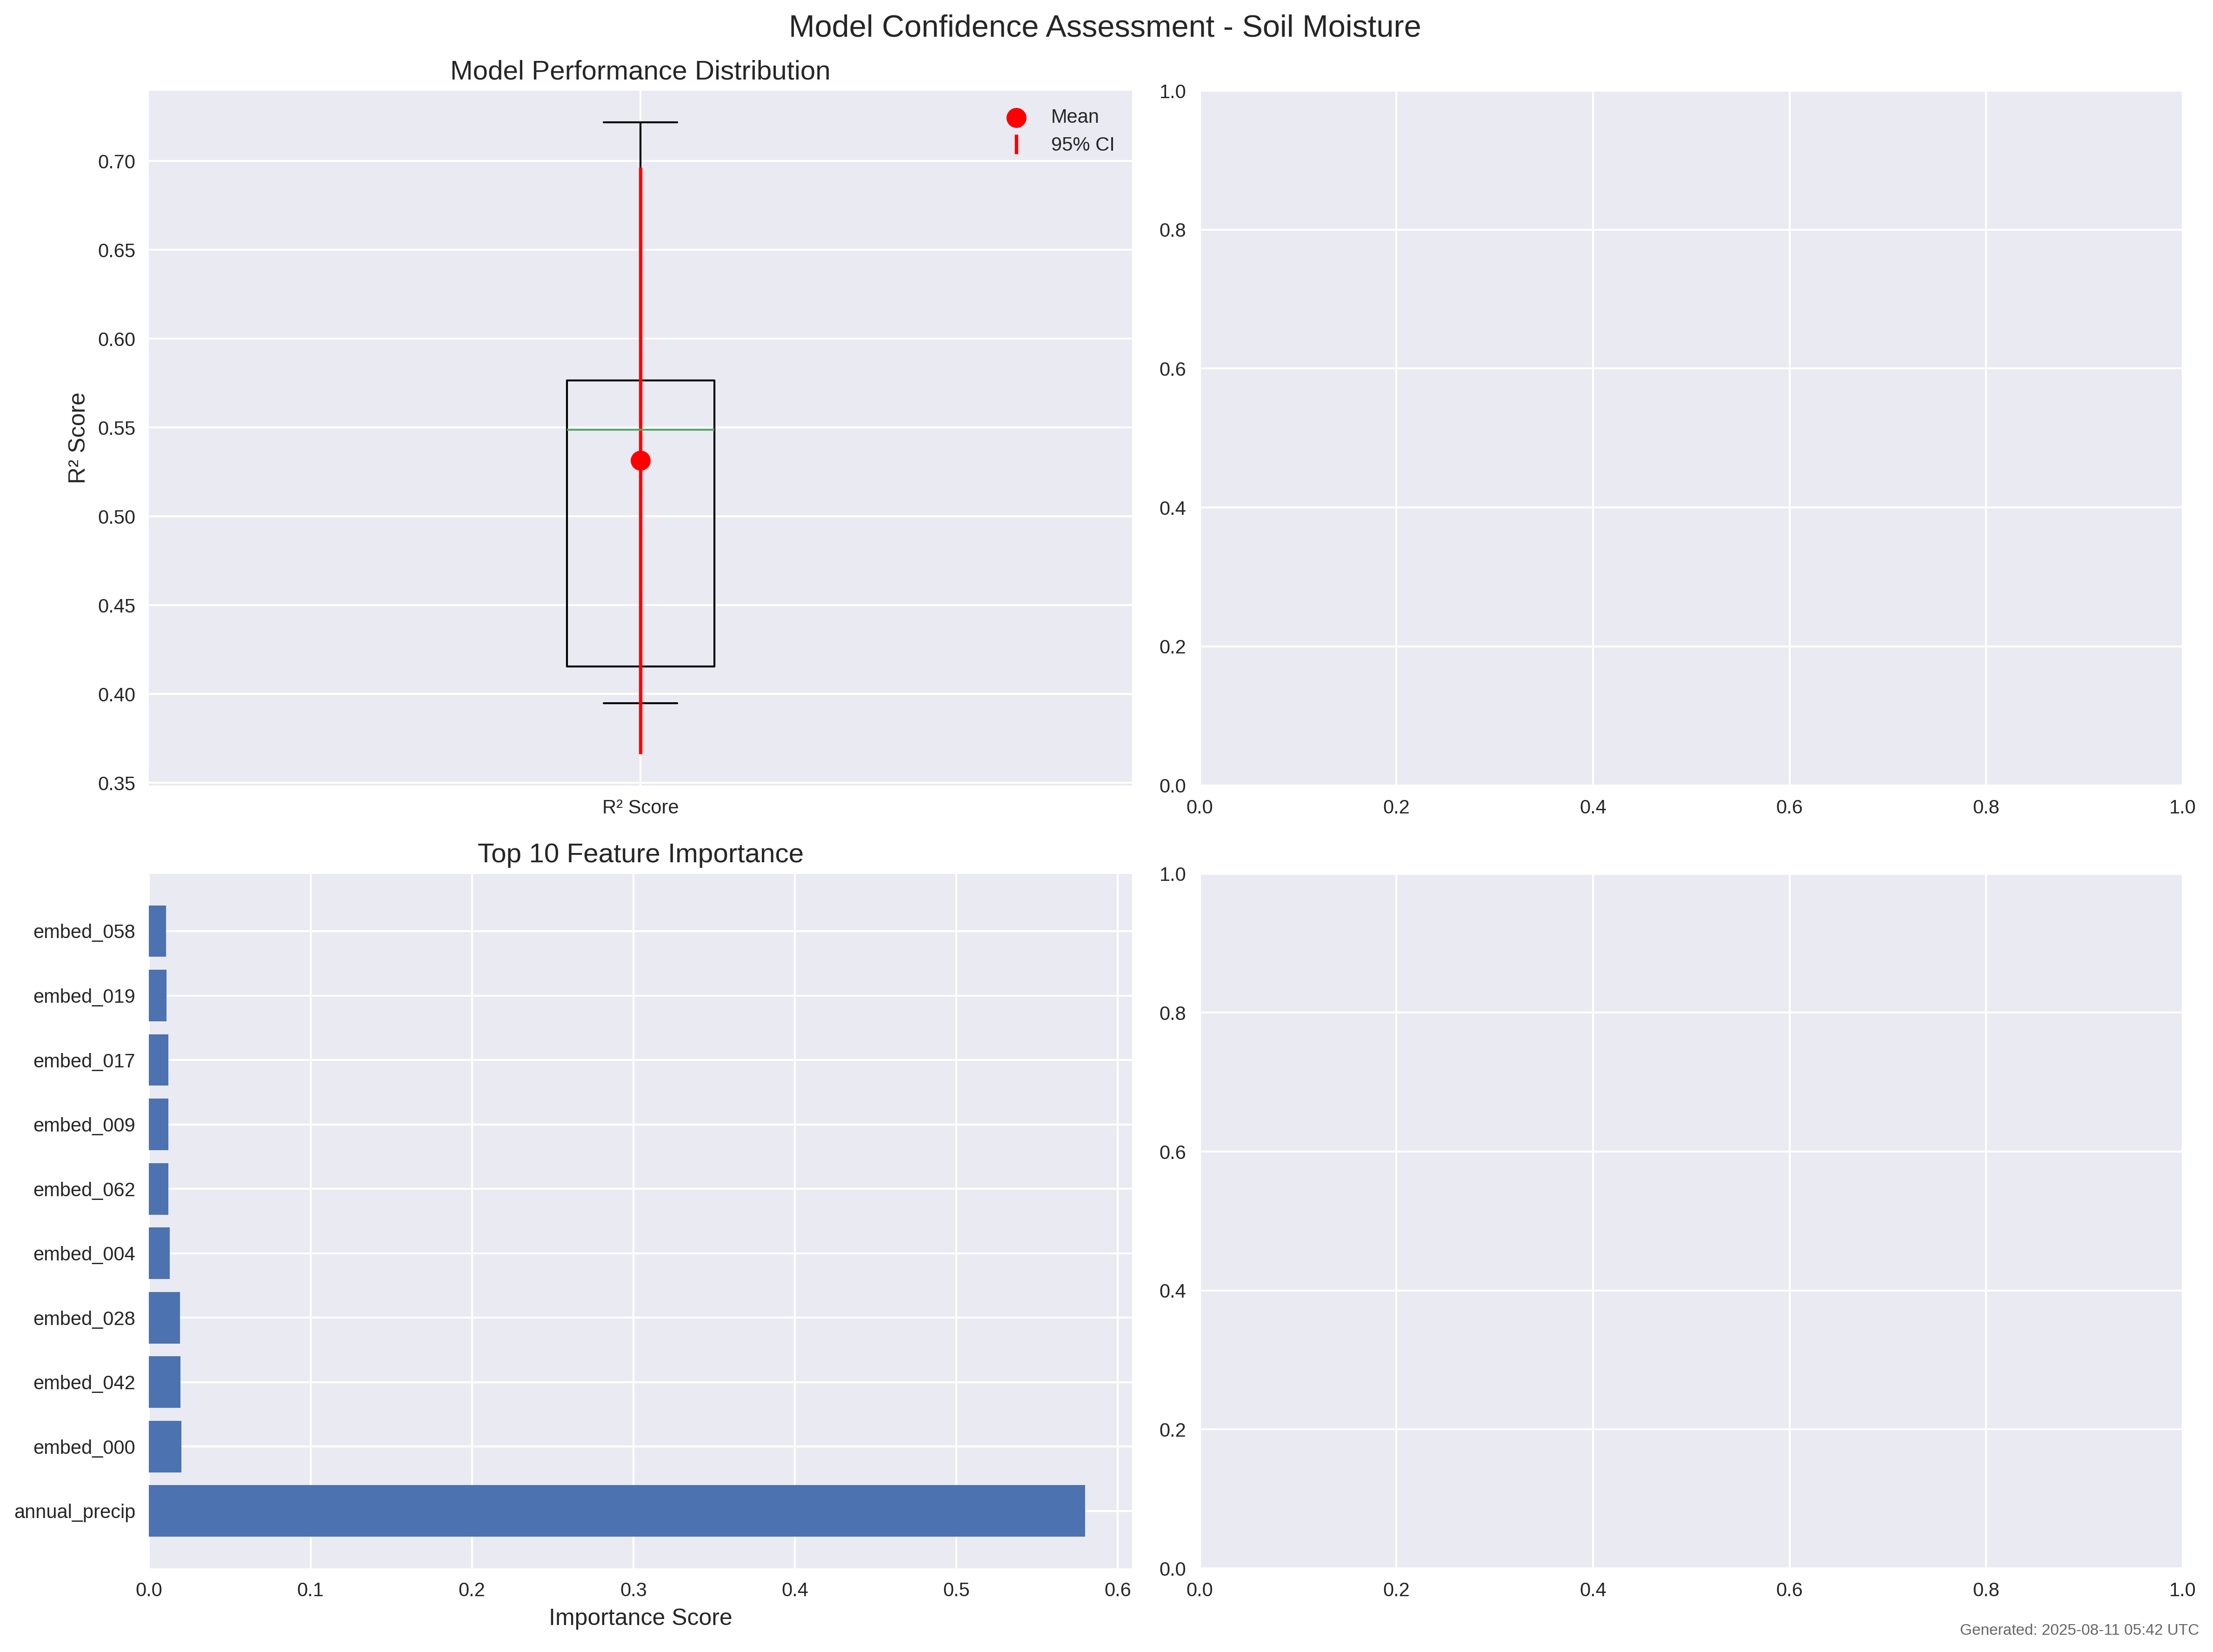 Model Confidence Assessment - Soil Moisture
Model Performance Distribution
Mean
95% CI
R² Score
0.70
0.65
0.60
0.55
0.50
0.45
0.40
0.35
R² Score
1.0
0.8
0.6
0.4
0.2
0.0
0.0 0.2 0.4 0.6 0.8 1.0
Top 10 Feature Importance
embed_058
embed_019
embed_017
embed_009
embed_062
embed_004
embed_028
embed_042
embed_000
annual_precip
0.0 0.1 0.2 0.3 0.4 0.5 0.6
Importance Score
1.0
0.8
0.6
0.4
0.2
0.0
0.0 0.2 0.4 0.6 0.8 1.0
Generated: 2025-08-11 05:42 UTC